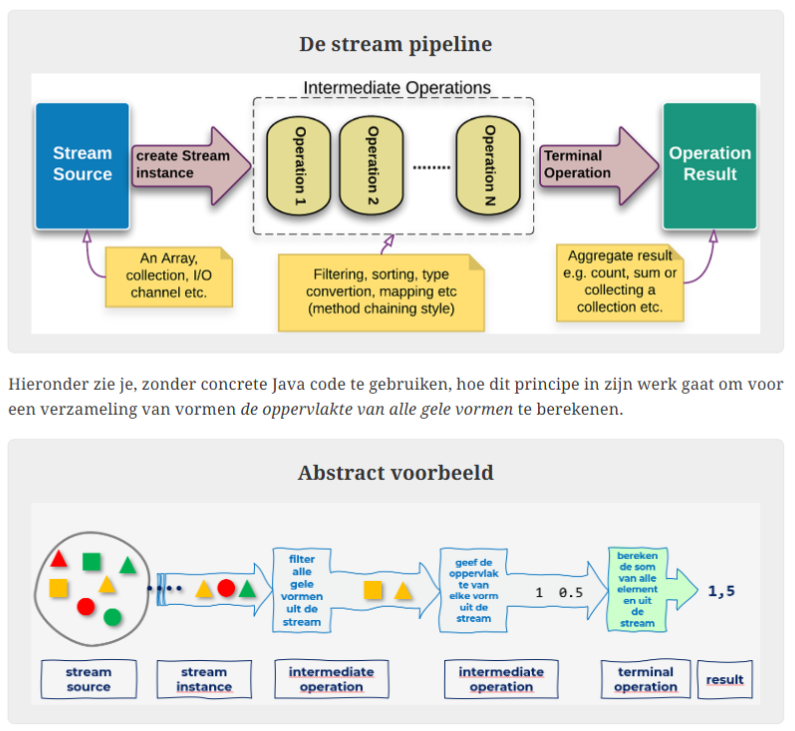 De stream pipeline
Intermediate Operations
Stream
Source
create Stream
instance
Operation 1
Operation 2
Operation N
Terminal
Operation
Operation
Result
An Array,
collection, I/O
channel etc.
Filtering, sorting, type
convertion, mapping etc
(method chaining style)
Aggregate result
e.g. count, sum or
collecting a
collection etc.
Hieronder zie je, zonder concrete Java code te gebruiken, hoe dit principe in zijn werk gaat om voor
een verzameling van vormen de oppervlakte van alle gele vormen te berekenen.
Abstract voorbeeld
filter
alle
gele
vormen
uit de
stream
geef de
oppervlak
te van
elke vorm
uit de
stream
1 0.5
bereken
de som
van alle
element
en uit
de
stream
1,5
stream
source
stream
instance
intermediate
operation
intermediate
operation
terminal
operation
result